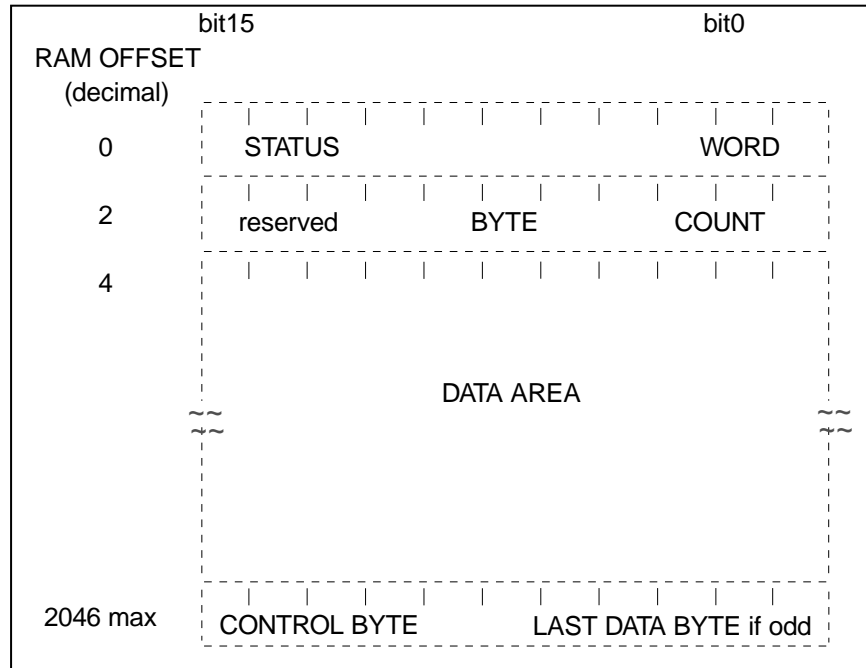 bit15 bit0
RAM OFFSET
(decimal)
0 STATUS WORD
2 reserved BYTE COUNT
4
DATA AREA
2046 max CONTROL BYTE LAST DATA BYTE if odd